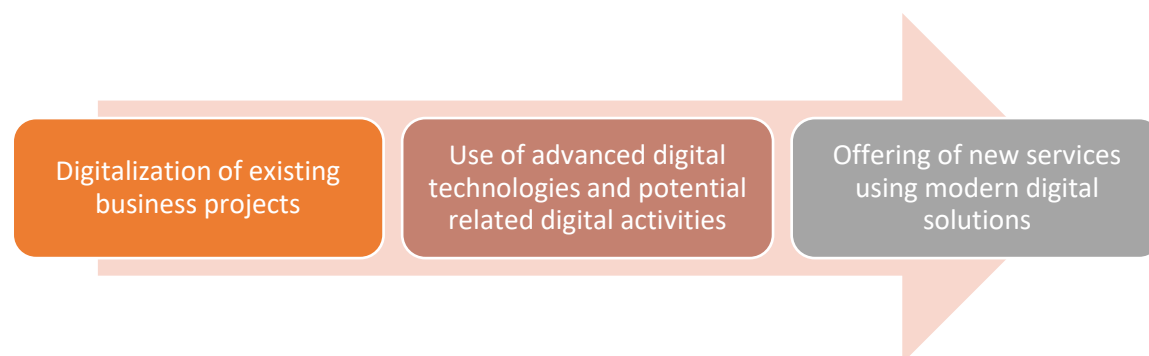 Digitalization of existing
business projects
Use of advanced digital
technologies and potential
related digital activities
Offering of new services
using modern digital
solutions